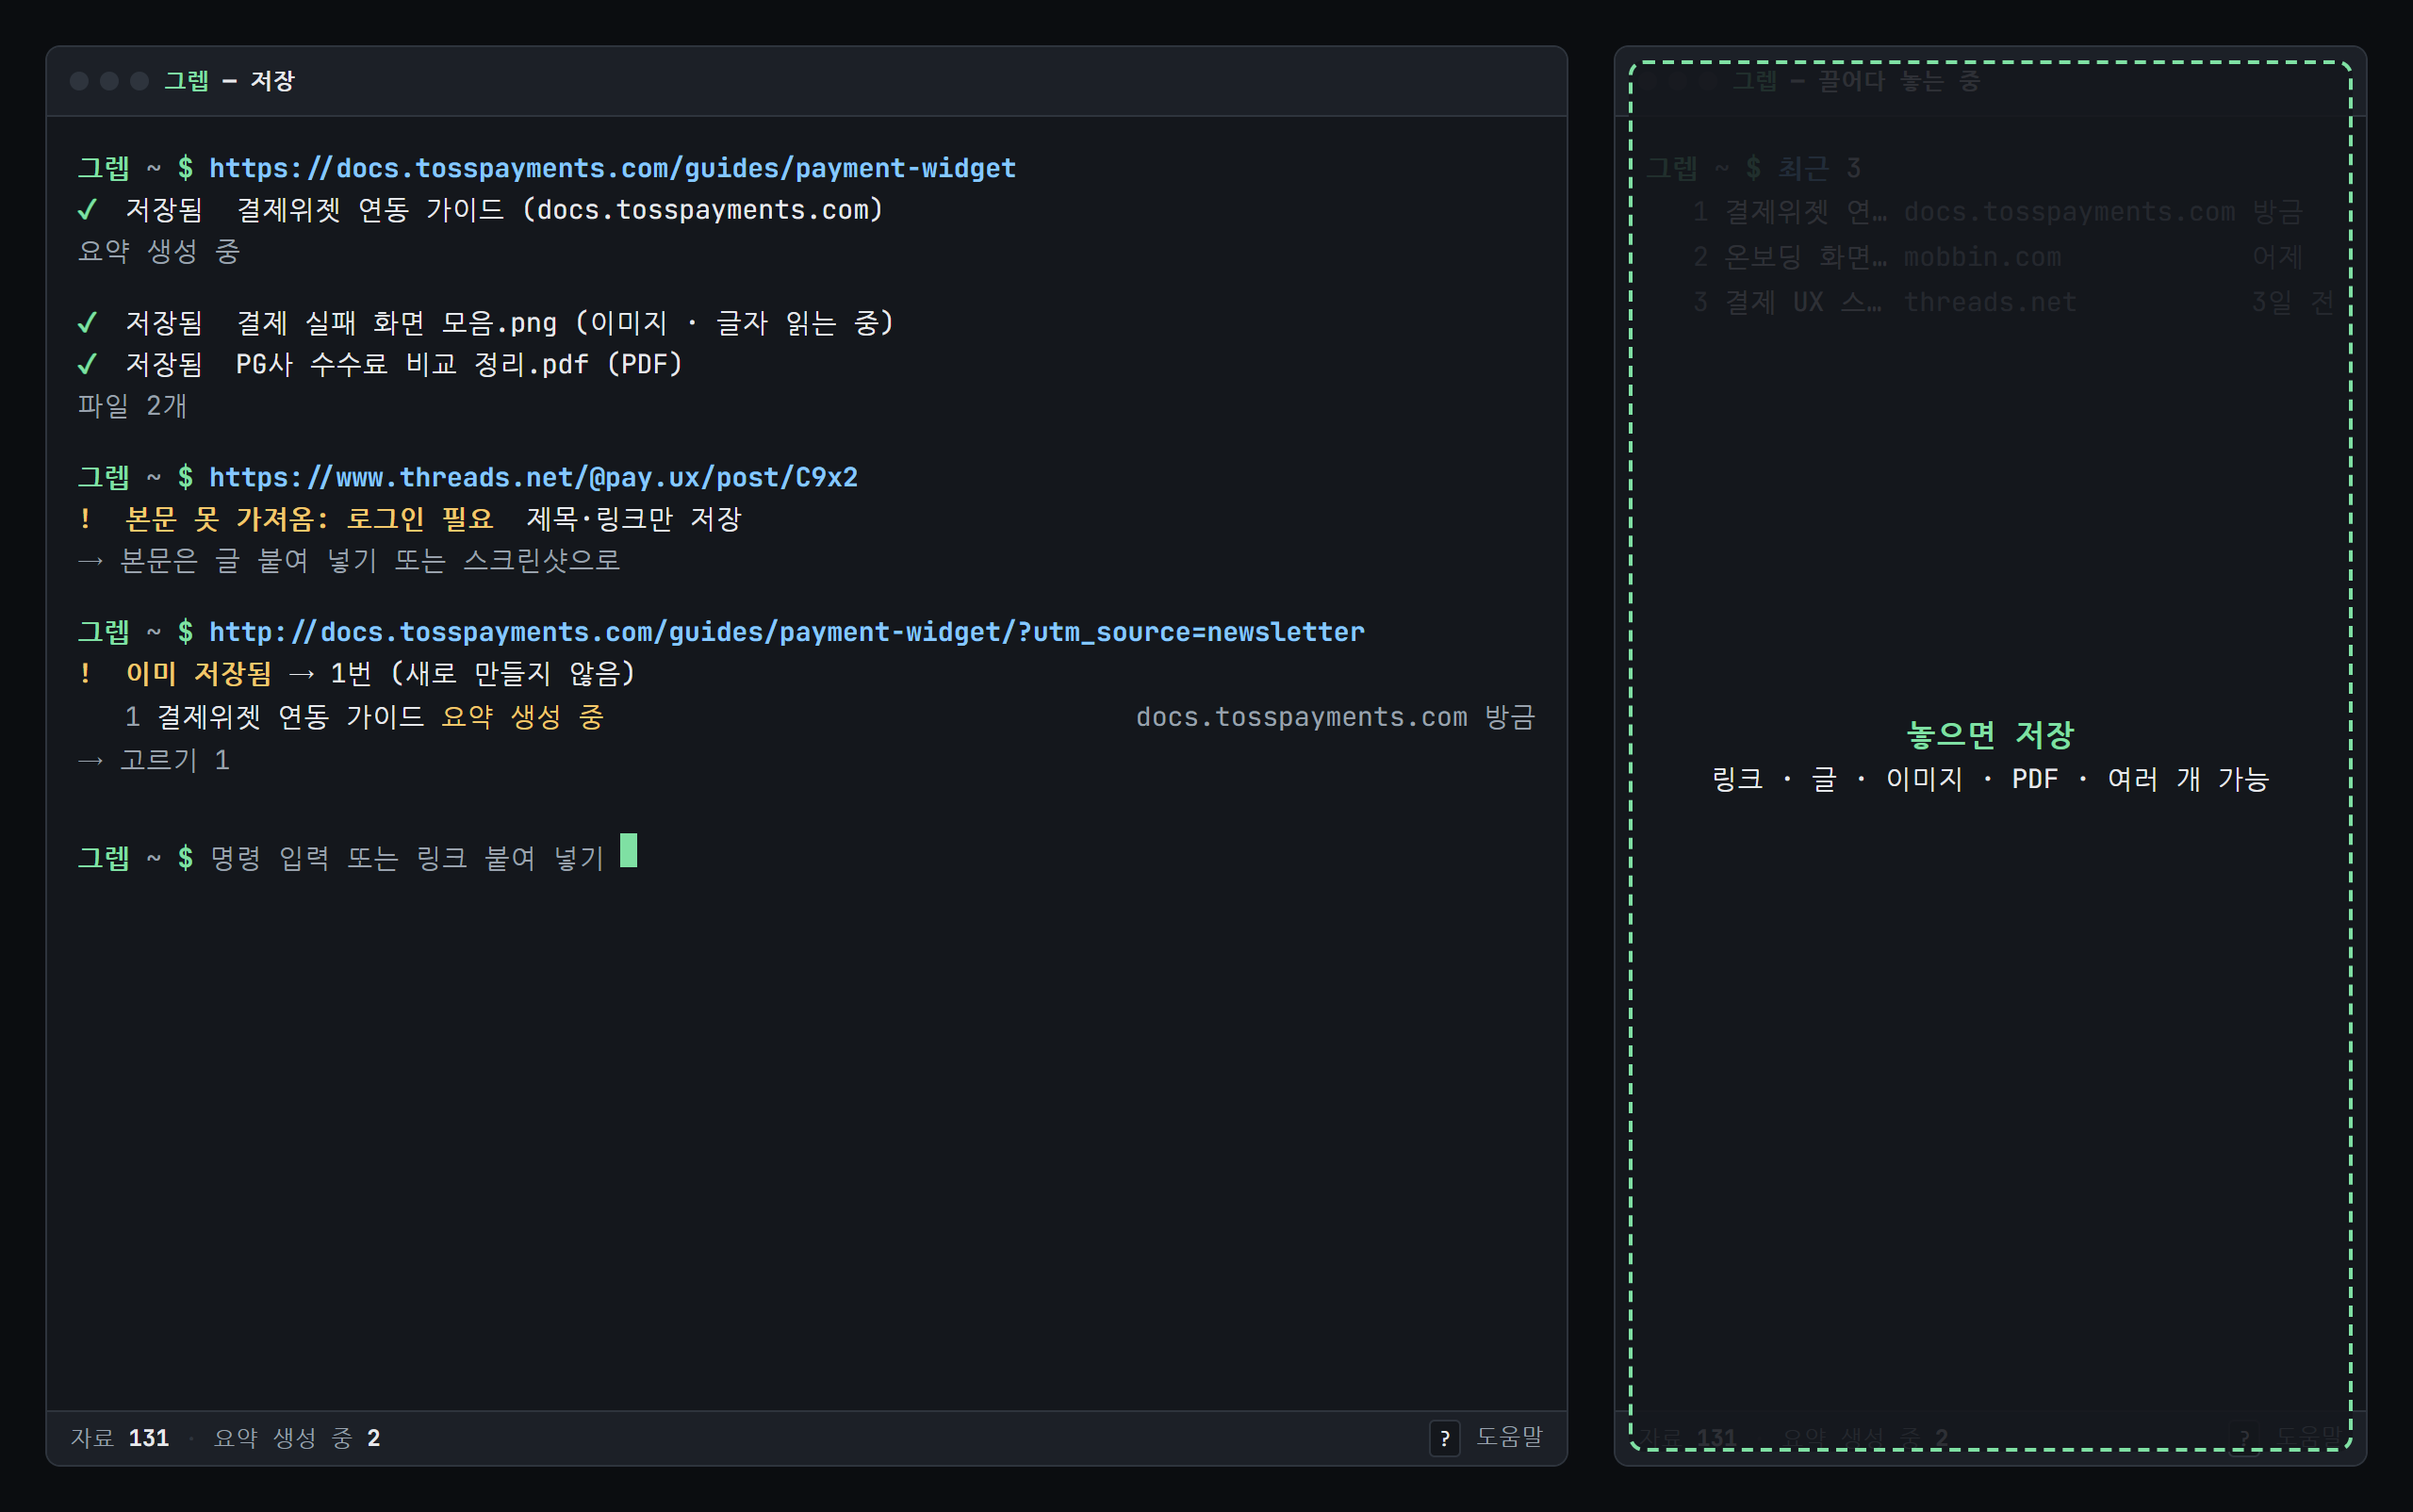 그렙 — 저장
그렙 ~ $ https://docs.tosspayments.com/guides/payment-widget
✓ 저장됨 결제위젯 연동 가이드 (docs.tosspayments.com)
요약 생성 중
✓ 저장됨 결제 실패 화면 모음.png (이미지 · 글자 읽는 중)
✓ 저장됨 PG사 수수료 비교 정리.pdf (PDF)
파일 2개
그렙 ~ $ https://www.threads.net/@pay.ux/post/C9x2
! 본문 못 가져옴: 로그인 필요 제목·링크만 저장
→ 본문은 글 붙여 넣기 또는 스크린샷으로
그렙 ~ $ http://docs.tosspayments.com/guides/payment-widget/?utm_source=newsletter
! 이미 저장됨 → 1번 (새로 만들지 않음)
1 결제위젯 연동 가이드 요약 생성 중 docs.tosspayments.com 방금
→ 고르기 1
그렙 ~ $ 명령 입력 또는 링크 붙여 넣기
자료 131 · 요약 생성 중 2 ? 도움말
그렙 — 끌어다 놓는 중
그렙 ~ $ 최근 3
1 결제위젯 연… docs.tosspayments.com 방금
2 온보딩 화면… mobbin.com 어제
3 결제 UX 스… threads.net 3일 전
놓으면 저장
링크 · 글 · 이미지 · PDF · 여러 개 가능
자료 131 · 요약 생성 중 2 ? 도움말